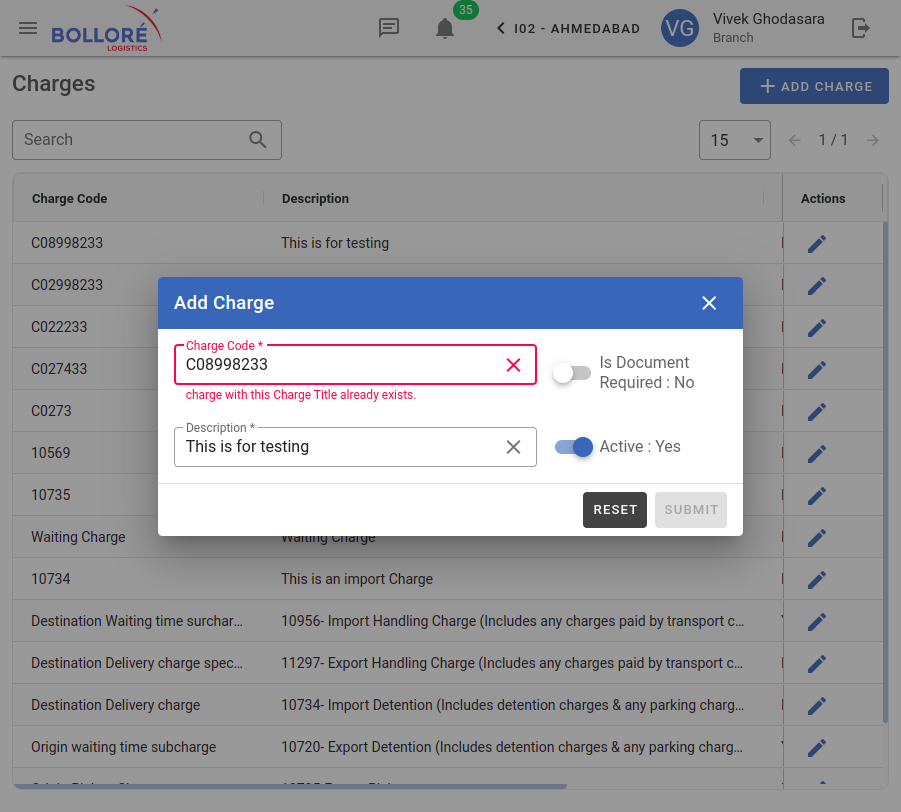 BOLLORÉ
LOGISTICS
35
I02 - AHMEDABAD
VG
Vivek Ghodasara
Branch
Charges
ADD CHARGE
Search
15
1 / 1
Charge Code Description Actions
C08998233 This is for testing
C02998233
C022233
C027433
C0273
10569
10735
Add Charge
Charge Code *
C08998233
Is Document
Required : No
charge with this Charge Title already exists.
Description *
This is for testing
Active : Yes
RESET SUBMIT
Waiting Charge Waiting Charge
10734 This is an import Charge
Destination Waiting time surchar... 10956- Import Handling Charge (Includes any charges paid by transport c...
Destination Delivery charge spec... 11297- Export Handling Charge (Includes any charges paid by transport c...
Destination Delivery charge 10734- Import Detention (Includes detention charges & any parking charg...
Origin waiting time subcharge 10720- Export Detention (Includes detention charges & any parking charg...